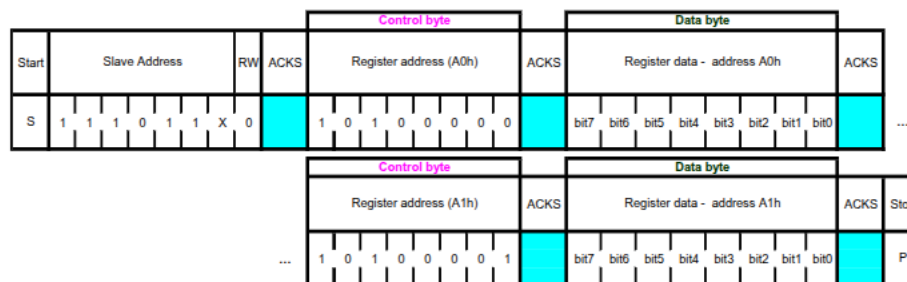 Control byte Data byte
Start Slave Address RW ACKS Register address (A0h) ACKS Register data - address A0h ACKS
S 1 1 1 0 1 1 X 0 1 0 1 0 0 0 0 0 bit7 bit6 bit5 bit4 bit3 bit2 bit1 bit0 ...
Control byte Data byte
Register address (A1h) ACKS Register data - address A1h ACKS Sto
... 1 0 1 0 0 0 0 1 bit7 bit6 bit5 bit4 bit3 bit2 bit1 bit0 P